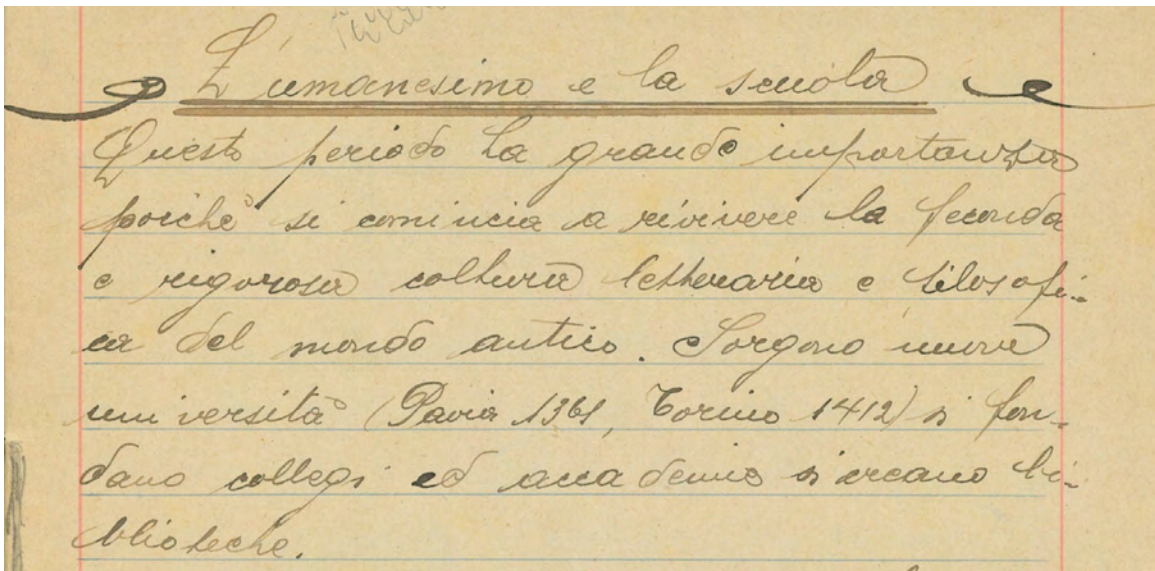 L'umanesimo e la scuola
Questo periodo ha grande importanza
poichè si comincia a rivivere la feconda
e rigorosa coltura letteraria e filosofi-
ca del mondo antico. Sorgono nuove
università (Pavia 1361, Torino 1412) si fon-
dano collegi ed accademie si creano bi-
blioteche.